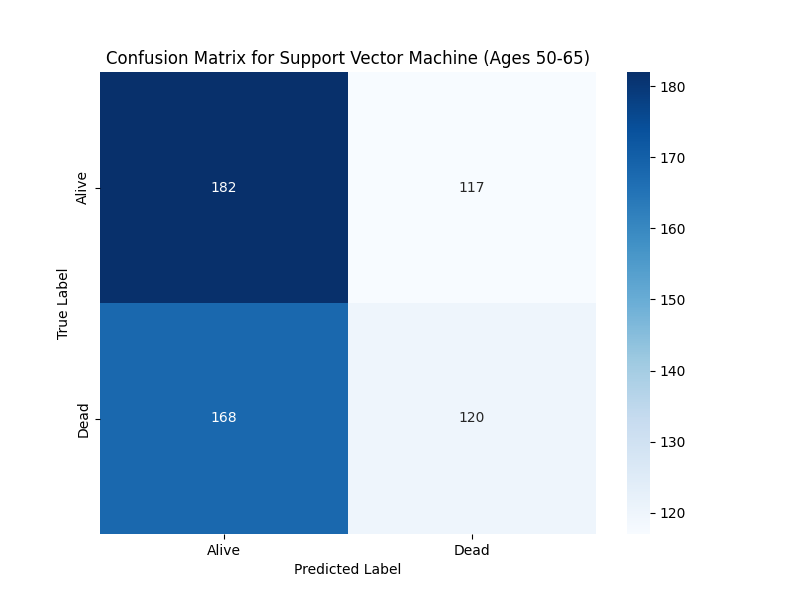 Confusion Matrix for Support Vector Machine (Ages 50-65)
True Label
Alive
Dead
182
117
168
120
Alive
Dead
Predicted Label
180
170
160
150
140
130
120